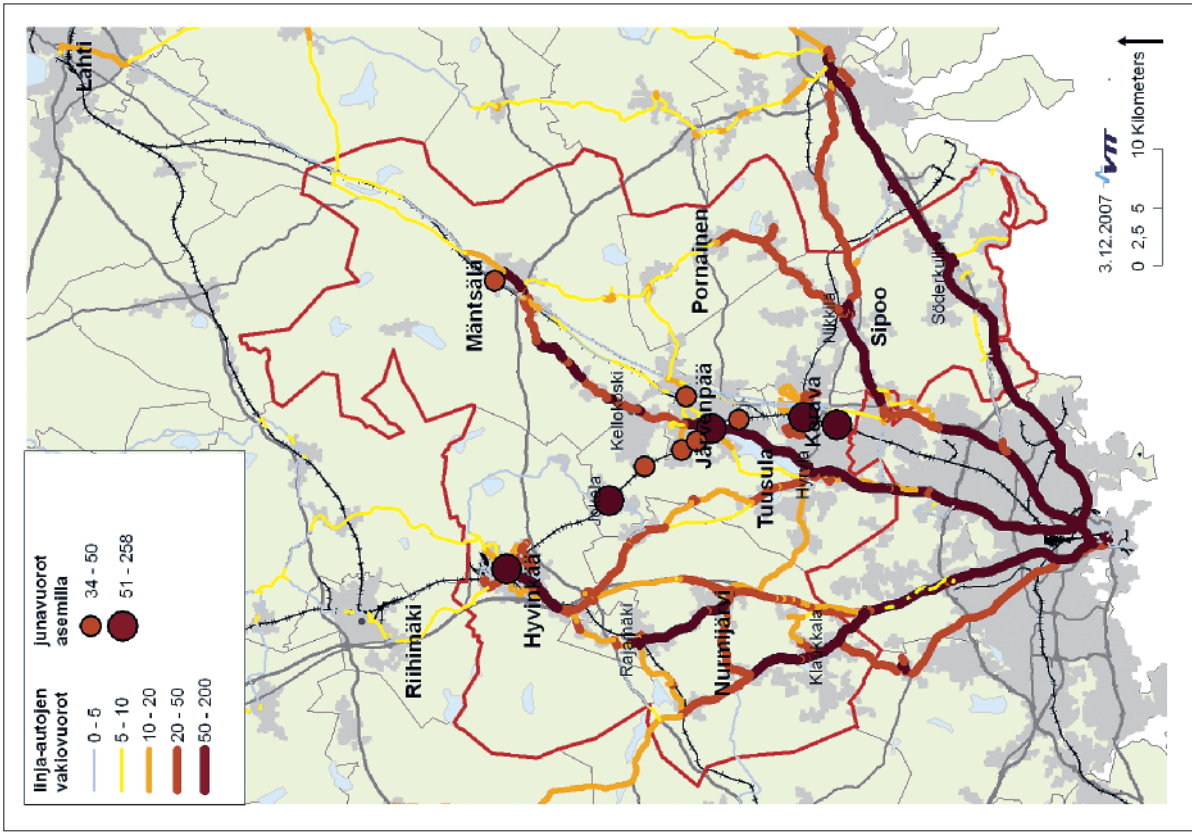 linja-autojen
vakiovuorot
0 - 5
5 - 10
10 - 20
20 - 50
50 - 200
junavuorot
asemilla
34 - 50
51 - 258
Lahti
Riihimäki
Mäntsälä
Hyvinkää
Rajamäki
Jokela
Kellokoski
Pornainen
Järvenpää
Nurmijärvi
Tuusula
Nikkilä
Hyrylä
Kerava
Klaukkala
Sipoo
Söderkulla
3.12.2007 VTT
0 2,5 5 10 Kilometers